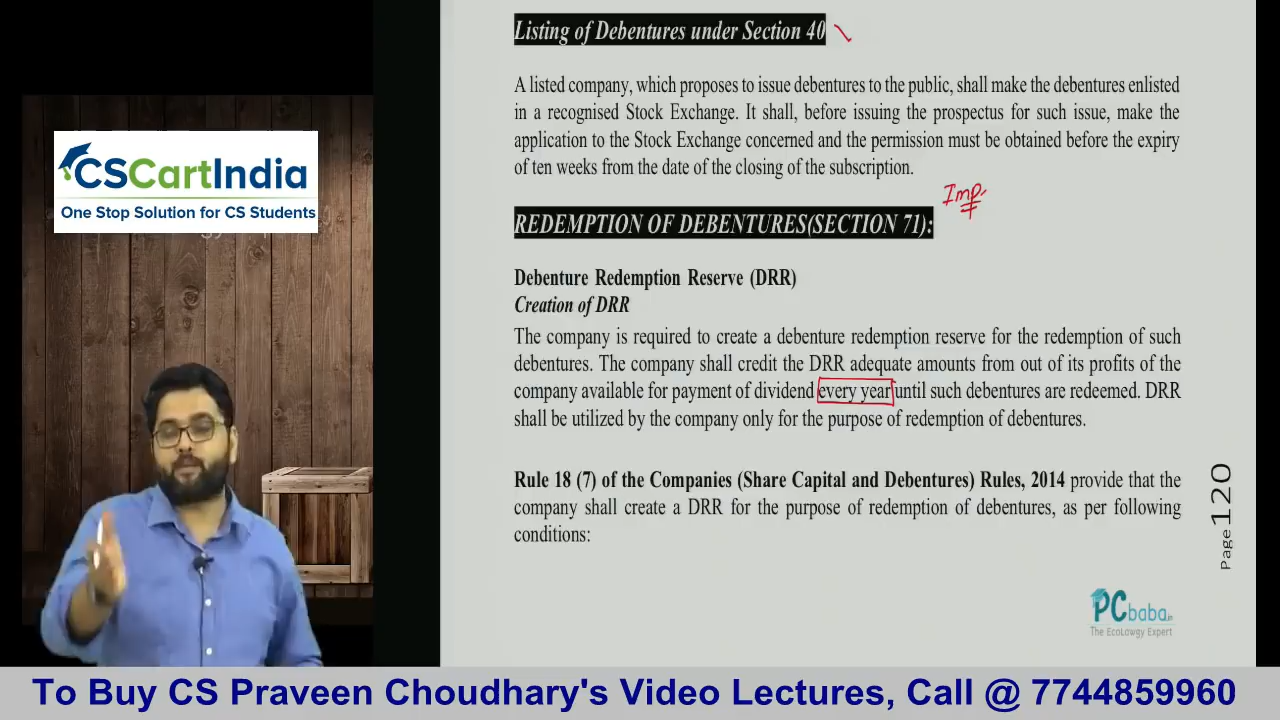 Listing of Debentures under Section 40
A listed company, which proposes to issue debentures to the public, shall make the debentures enlisted
in a recognised Stock Exchange. It shall, before issuing the prospectus for such issue, make the
application to the Stock Exchange concerned and the permission must be obtained before the expiry
of ten weeks from the date of the closing of the subscription.
Imp
REDEMPTION OF DEBENTURES(SECTION 71):
Debenture Redemption Reserve (DRR)
Creation of DRR
The company is required to create a debenture redemption reserve for the redemption of such
debentures. The company shall credit the DRR adequate amounts from out of its profits of the
company available for payment of dividend every year until such debentures are redeemed. DRR
shall be utilized by the company only for the purpose of redemption of debentures.
Rule 18 (7) of the Companies (Share Capital and Debentures) Rules, 2014 provide that the
company shall create a DRR for the purpose of redemption of debentures, as per following
conditions:
Page 120
PCbaba.in
The EcoLawgy Expert
CSCartIndia
One Stop Solution for CS Students
To Buy CS Praveen Choudhary's Video Lectures, Call @ 7744859960